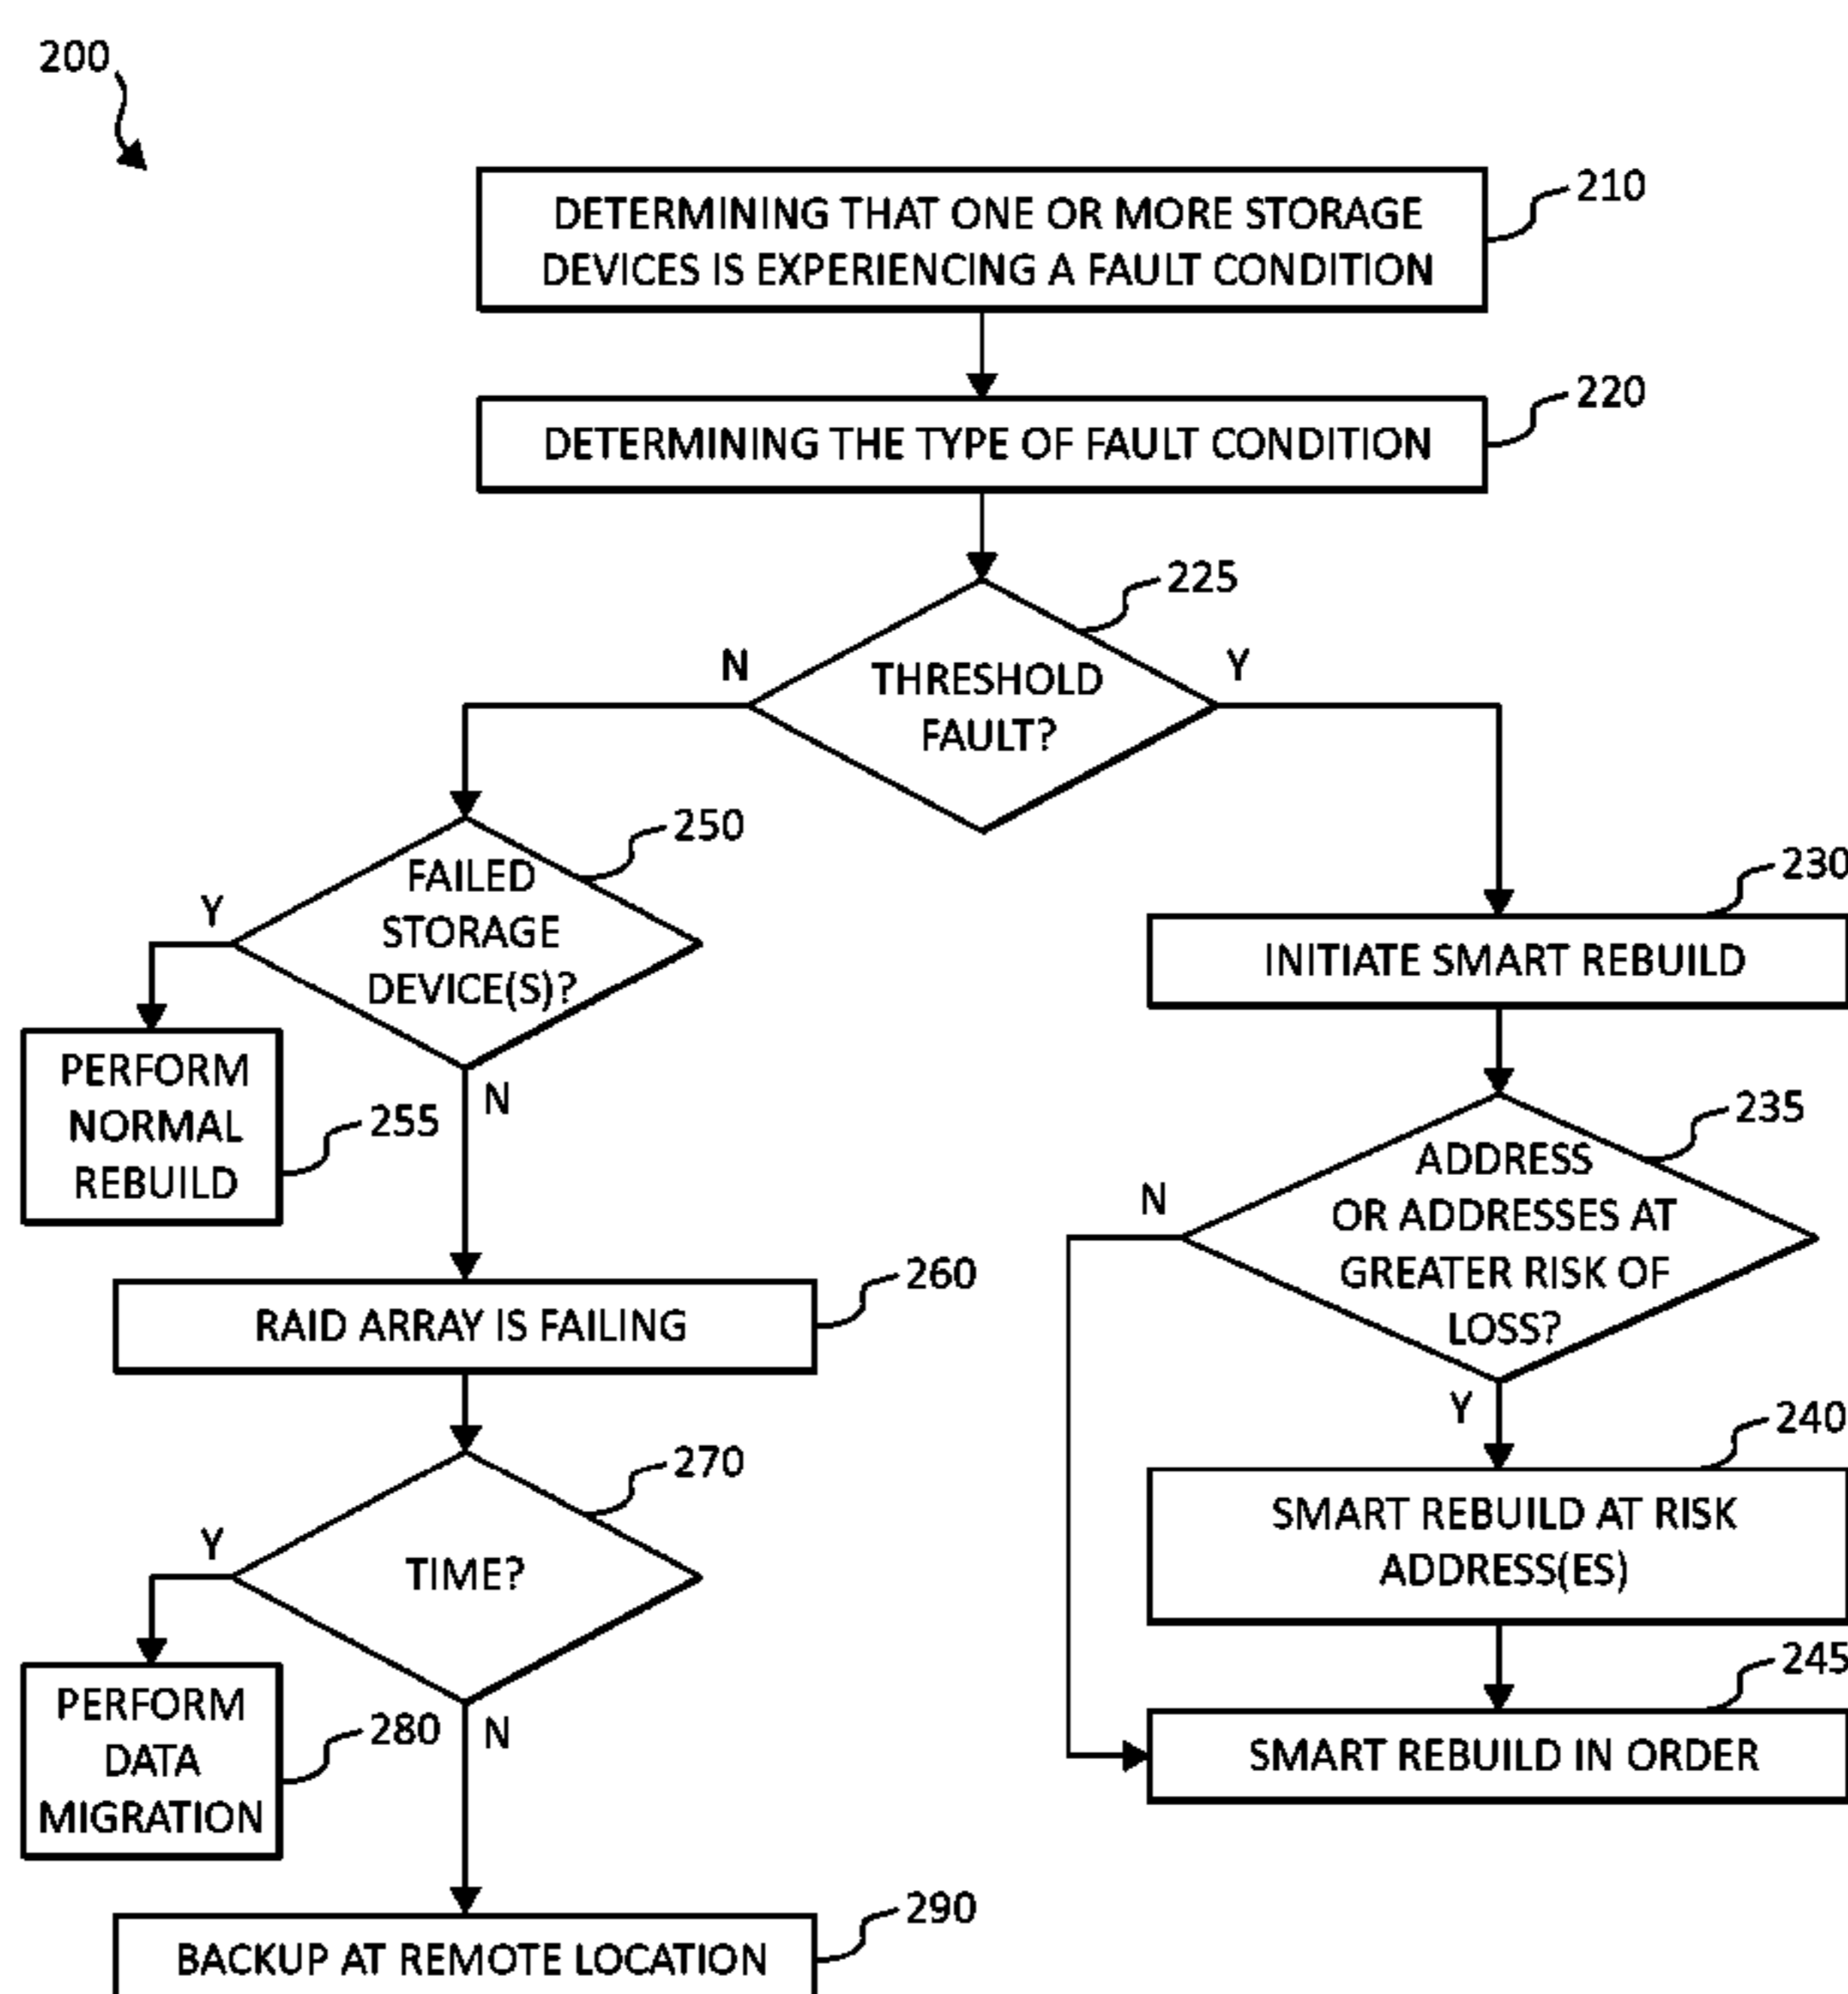 200
DETERMINING THAT ONE OR MORE STORAGE
DEVICES IS EXPERIENCING A FAULT CONDITION
210
DETERMINING THE TYPE OF FAULT CONDITION
220
225
THRESHOLD
FAULT?
N
Y
250
FAILED
STORAGE
DEVICE(S)?
Y
N
PERFORM
NORMAL
REBUILD
255
RAID ARRAY IS FAILING
260
270
TIME?
Y
N
PERFORM
DATA
MIGRATION
280
BACKUP AT REMOTE LOCATION
290
230
INITIATE SMART REBUILD
235
ADDRESS
OR ADDRESSES AT
GREATER RISK OF
LOSS?
N
Y
240
SMART REBUILD AT RISK
ADDRESS(ES)
245
SMART REBUILD IN ORDER